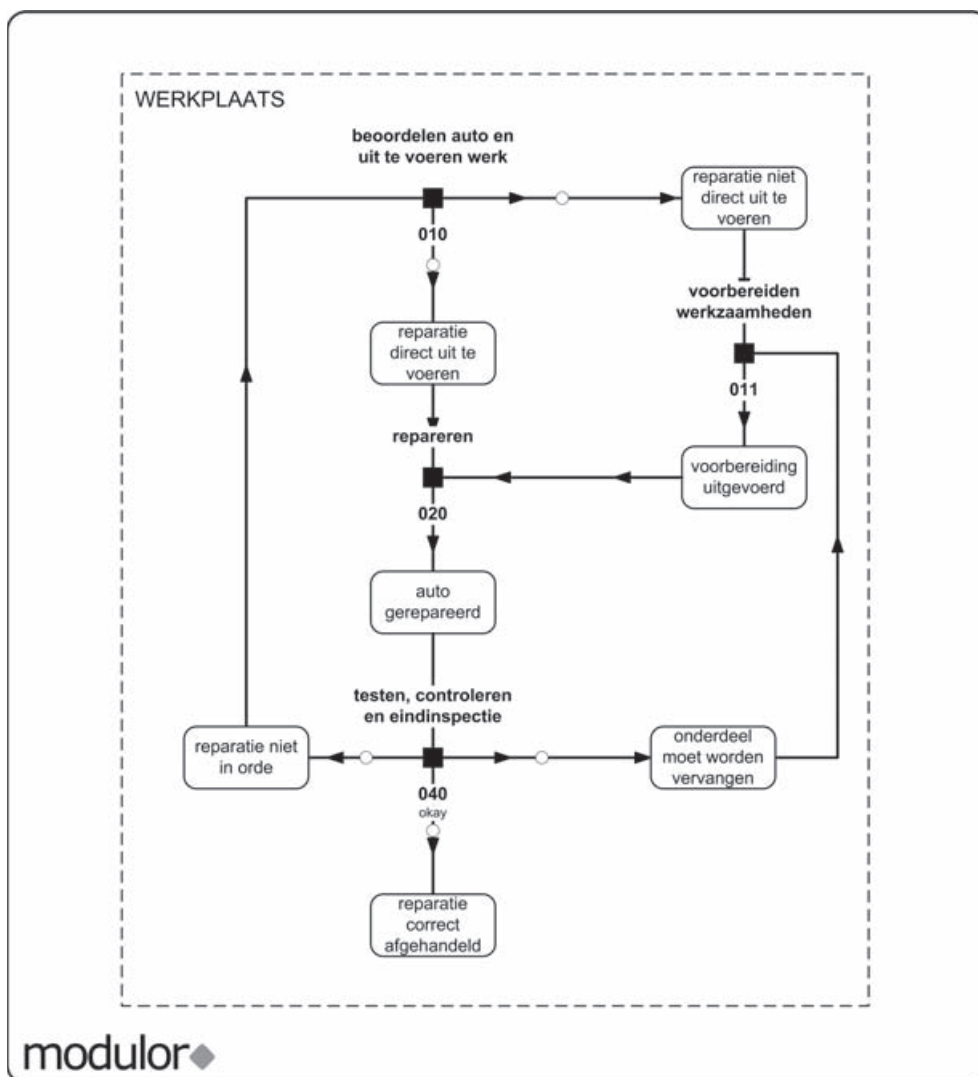 WERKPLAATS
beoordelen auto en
uit te voeren werk
010
reparatie niet
direct uit te
voeren
reparatie
direct uit te
voeren
voorbereiden
werkzaamheden
011
repareren
020
voorbereiding
uitgevoerd
auto
gerepareerd
testen, controleren
en eindinspectie
reparatie niet
in orde
040
okay
onderdeel
moet worden
vervangen
reparatie
correct
afgehandeld
modulor